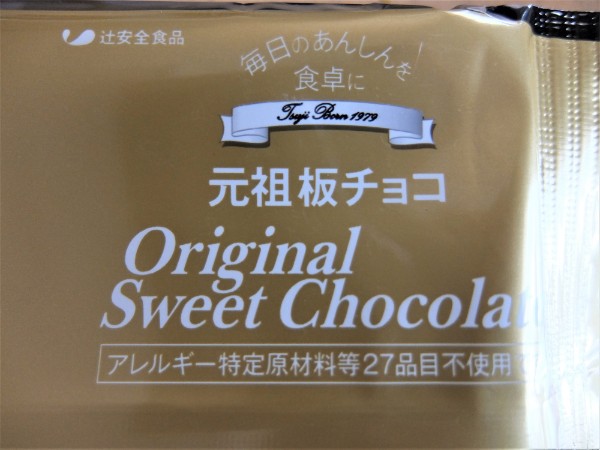 辻安全食品
毎日のあんしんを
食卓に
Tsuji Born 1979
元祖板チョコ
Original
Sweet Chocolat
アレルギー特定原材料等27品目不使用